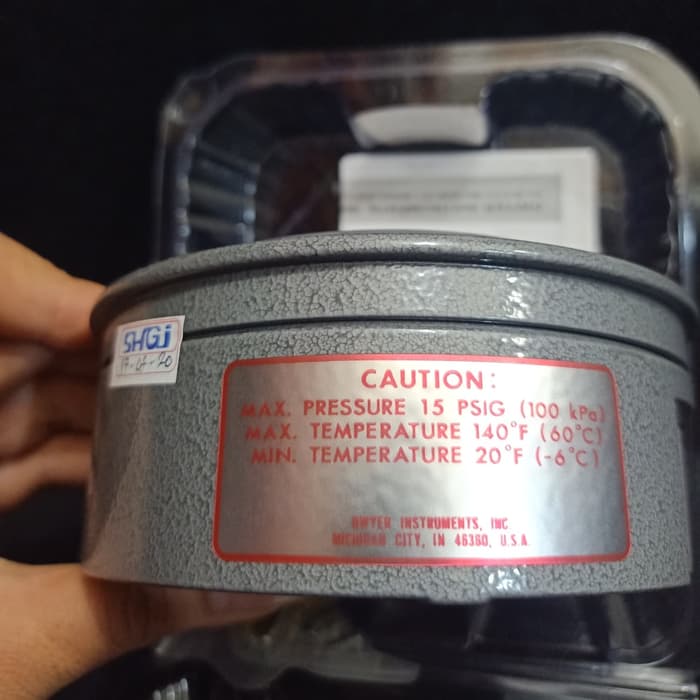 SHGJ
CAUTION:
MAX. PRESSURE 15 PSIG (100 kPa)
MAX. TEMPERATURE 140°F (60°C)
MIN. TEMPERATURE 20°F (-6°C)
DWYER INSTRUMENTS, INC
MICHIGAN CITY, IN 46360, U.S.A.